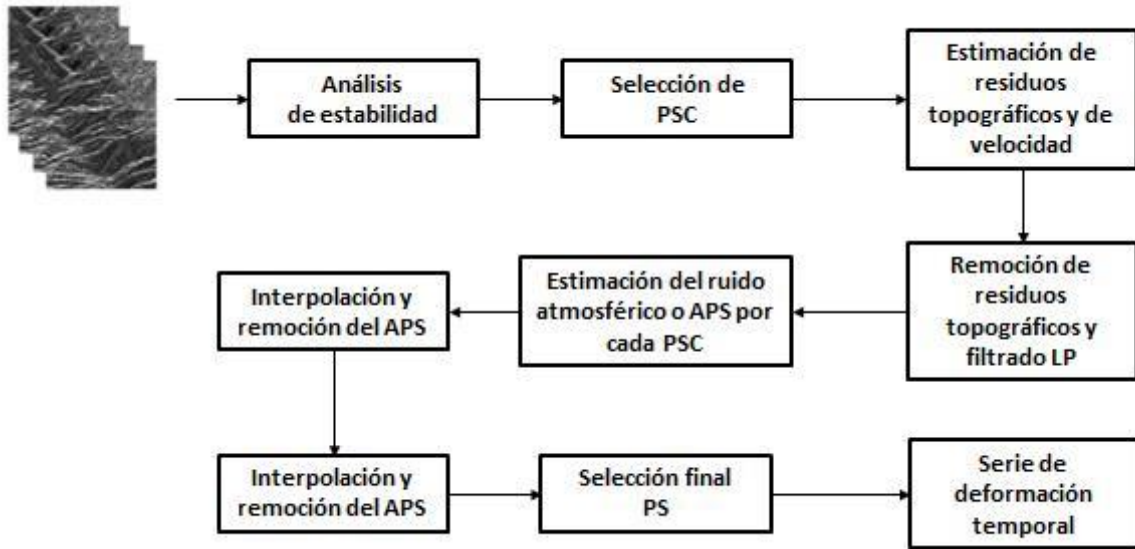 Análisis
de estabilidad
Selección de
PSC
Estimación de
residuos
topográficos y de
velocidad
Remoción de
residuos
topográficos y
filtrado LP
Estimación del ruido
atmosférico o APS por
cada PSC
Interpolación y
remoción del APS
Interpolación y
remoción del APS
Selección final
PS
Serie de
deformación
temporal